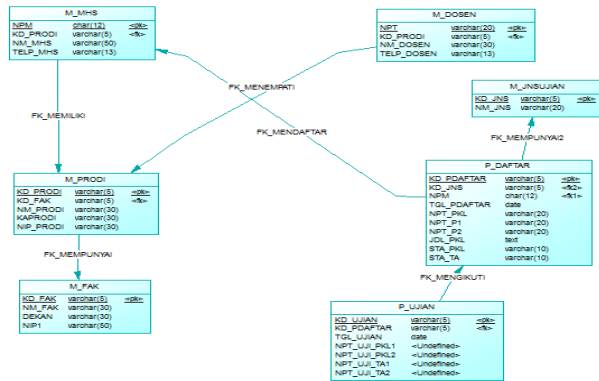 M_MHS
NPM char(12) <pk>
KD_PRODI varchar(5) <fk>
NM_MHS varchar(50)
TELP_MHS varchar(13)
M_DOSEN
NPT varchar(20) <pk>
KD_PRODI varchar(5) <fk>
NM_DOSEN varchar(30)
TELP_DOSEN varchar(13)
M_JNSUJIAN
KD_JNS varchar(5) <pk>
NM_JNS varchar(20)
FK_MENEMPATI
FK_MEMILIKI
FK_MENDAFTAR
FK_MEMPUNYAI2
P_DAFTAR
KD_PDAFTAR varchar(5) <pk>
KD_JNS varchar(5) <fk2>
NPM char(12) <fk1>
TGL_PDAFTAR date
NPT_PKL varchar(20)
NPT_P1 varchar(20)
NPT_P2 varchar(20)
JDL_PKL text
STA_PKL varchar(10)
STA_TA varchar(10)
M_PRODI
KD_PRODI varchar(5) <pk>
KD_FAK varchar(5) <fk>
NM_PRODI varchar(30)
KAPRODI varchar(30)
NIP_PRODI varchar(30)
FK_MEMPUNYAI
FK_MENGIKUTI
M_FAK
KD_FAK varchar(5) <pk>
NM_FAK varchar(30)
DEKAN varchar(30)
NIP1 varchar(50)
P_UJIAN
KD_UJIAN varchar(5) <pk>
KD_PDAFTAR varchar(5) <fk>
TGL_UJIAN date
NPT_UJI_PKL1 <Undefined>
NPT_UJI_PKL2 <Undefined>
NPT_UJI_TA1 <Undefined>
NPT_UJI_TA2 <Undefined>